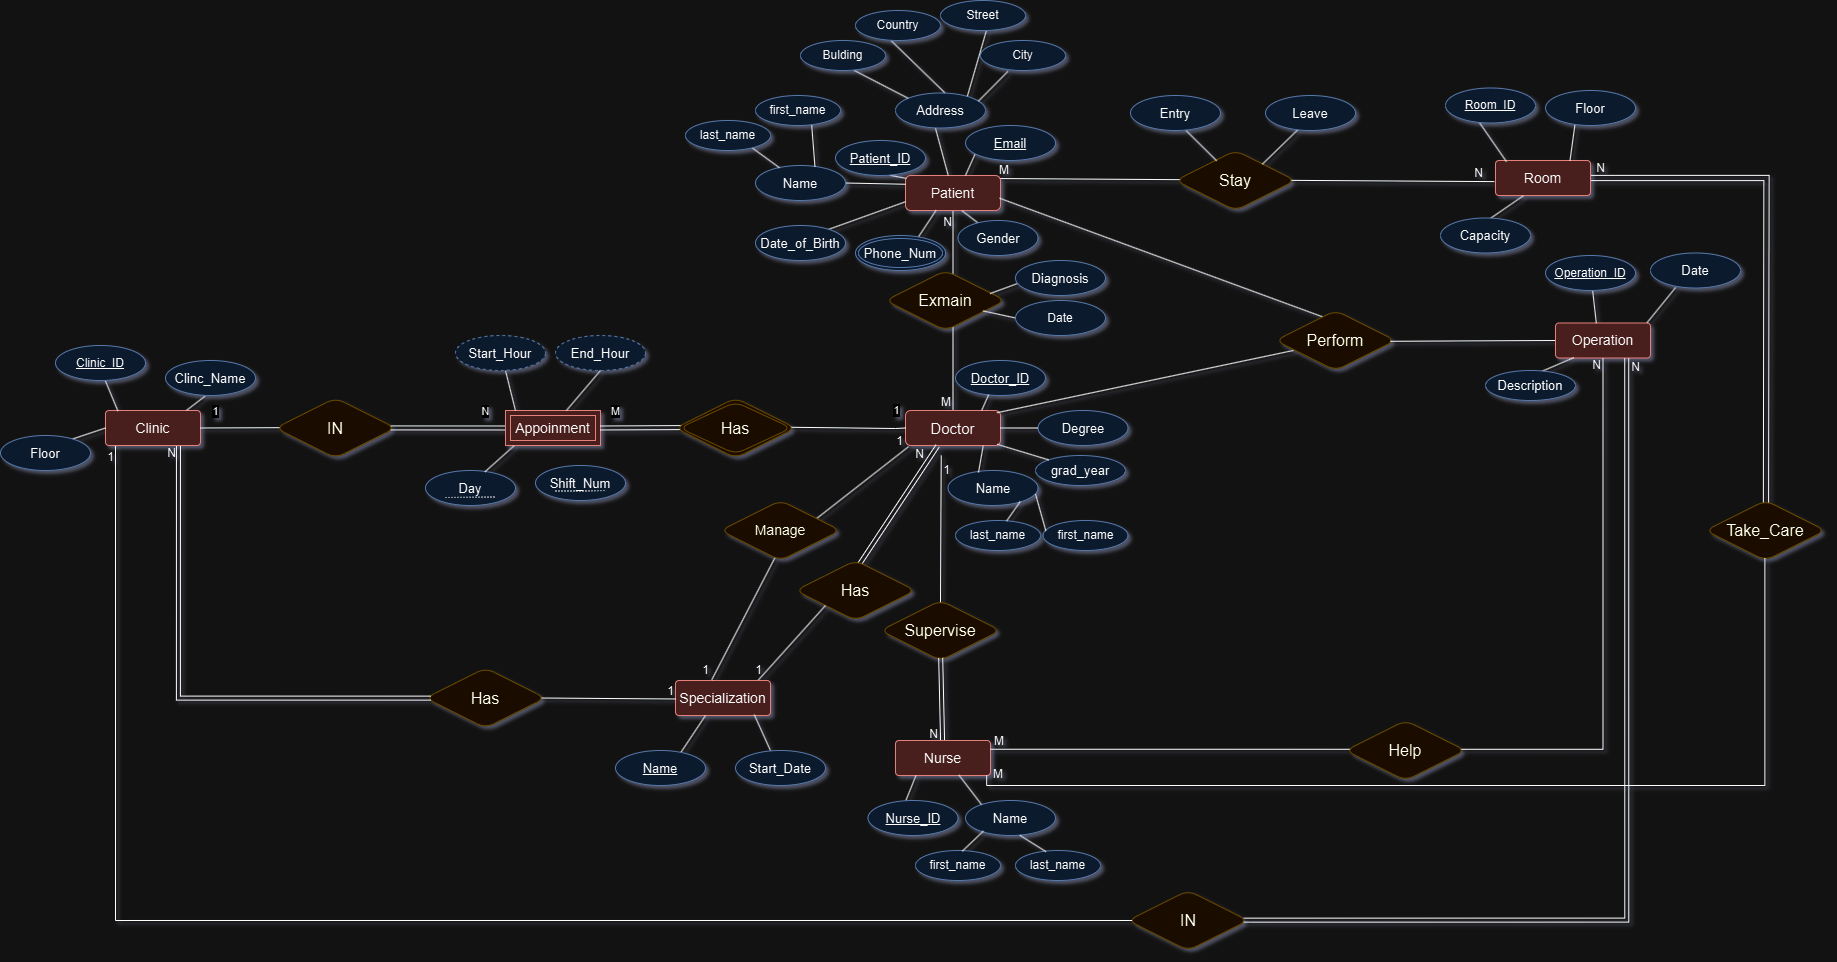 Street
Country
Bulding
City
first_name
Address
last_name
Email
Patient_ID
Name
Patient
M
N
Date_of_Birth
Phone_Num
Gender
Entry
Leave
Stay
N
Room_ID
Floor
Room
N
Capacity
Exmain
Diagnosis
Date
Perform
Operation_ID
Date
Operation
N
N
Description
Clinic_ID
Clinc_Name
Clinic
1
Floor
1
N
IN
Start_Hour
End_Hour
N
Appoinment
M
Day
Shift_Num
Has
1
M
Doctor_ID
Doctor
Degree
grad_year
Name
last_name
first_name
1
N
1
Manage
Has
Supervise
Take_Care
Has
1
1
1
Specialization
Name
Start_Date
N
Nurse
M
M
Help
Nurse_ID
Name
first_name
last_name
IN